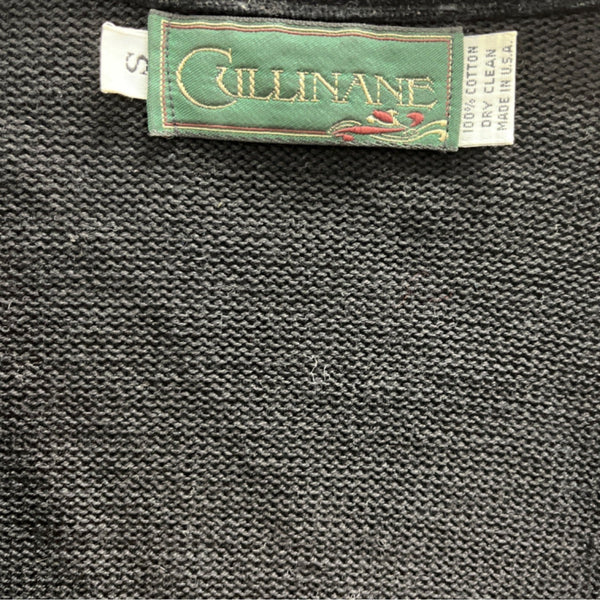 S
CULLINANE
100% COTTON
DRY CLEAN
MADE IN U.S.A.